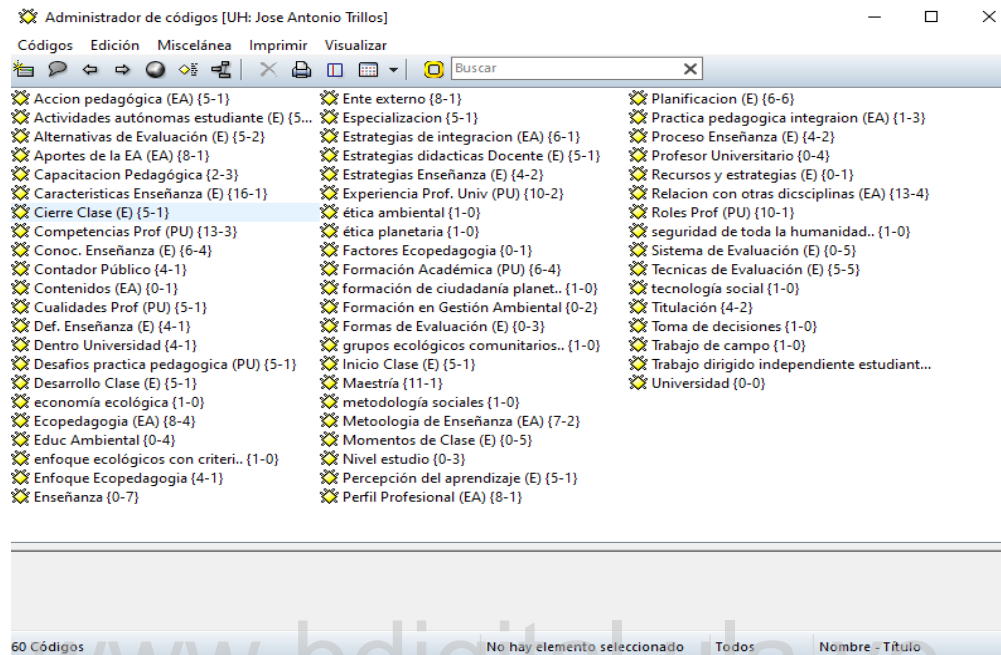 Administrador de códigos [UH: Jose Antonio Trillos]
Códigos Edición Miscelánea Imprimir Visualizar
Buscar
Accion pedagógica (EA) {5-1}
Actividades autónomas estudiante (E) {5...
Alternativas de Evaluación (E) {5-2}
Aportes de la EA (EA) {8-1}
Capacitacion Pedagógica {2-3}
Caracteristicas Enseñanza (E) {16-1}
Cierre Clase (E) {5-1}
Competencias Prof (PU) {13-3}
Conoc. Enseñanza (E) {6-4}
Contador Público {4-1}
Contenidos (EA) {0-1}
Cualidades Prof (PU) {5-1}
Def. Enseñanza (E) {4-1}
Dentro Universidad {4-1}
Desafios practica pedagogica (PU) {5-1}
Desarrollo Clase (E) {5-1}
economía ecológica {1-0}
Ecopedagogia (EA) {8-4}
Educ Ambiental {0-4}
enfoque ecológicos con criteri.. {1-0}
Enfoque Ecopedagogia {4-1}
Enseñanza {0-7}
Ente externo {8-1}
Especializacion {5-1}
Estrategias de integracion (EA) {6-1}
Estrategias didacticas Docente (E) {5-1}
Estrategias Enseñanza (E) {4-2}
Experiencia Prof. Univ (PU) {10-2}
ética ambiental {1-0}
ética planetaria {1-0}
Factores Ecopedagogia {0-1}
Formación Académica (PU) {6-4}
formación de ciudadanía planet.. {1-0}
Formación en Gestión Ambiental {0-2}
Formas de Evaluación (E) {0-3}
grupos ecológicos comunitarios.. {1-0}
Inicio Clase (E) {5-1}
Maestría {11-1}
metodología sociales {1-0}
Metoologia de Enseñanza (EA) {7-2}
Momentos de Clase (E) {0-5}
Nivel estudio {0-3}
Percepción del aprendizaje (E) {5-1}
Perfil Profesional (EA) {8-1}
Planificacion (E) {6-6}
Practica pedagogica integraion (EA) {1-3}
Proceso Enseñanza (E) {4-2}
Profesor Universitario {0-4}
Recursos y estrategias (E) {0-1}
Relacion con otras dicsciplinas (EA) {13-4}
Roles Prof (PU) {10-1}
seguridad de toda la humanidad.. {1-0}
Sistema de Evaluación (E) {0-5}
Tecnicas de Evaluación (E) {5-5}
tecnología social {1-0}
Titulación {4-2}
Toma de decisiones {1-0}
Trabajo de campo {1-0}
Trabajo dirigido independiente estudiant...
Universidad {0-0}
60 Códigos No hay elemento seleccionado Todos Nombre - Título